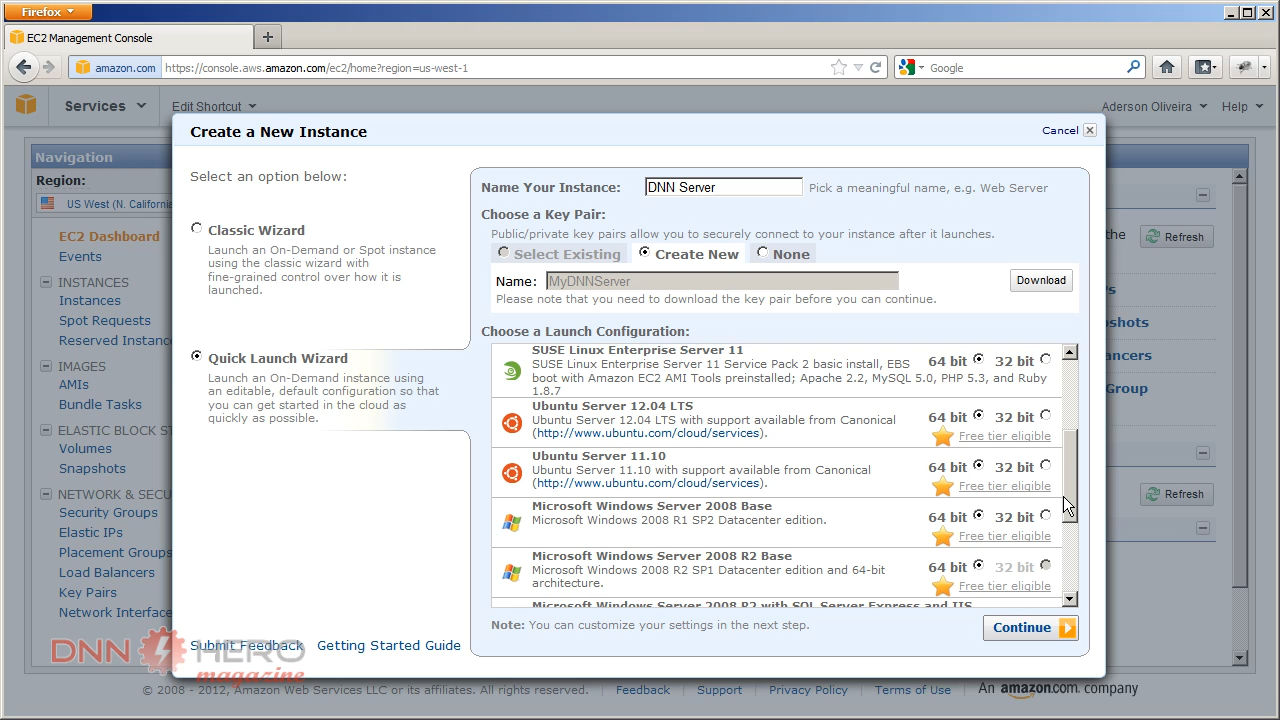 Firefox
EC2 Management Console
amazon.com
https://console.aws.amazon.com/ec2/home?region=us-west-1
Google
Services
Edit Shortcut
Aderson Oliveira
Help
Navigation
Region:
US West (N. California
EC2 Dashboard
Events
INSTANCES
Instances
Spot Requests
Reserved Instanc
IMAGES
AMIs
Bundle Tasks
ELASTIC BLOCK ST
Volumes
Snapshots
NETWORK & SECU
Security Groups
Elastic IPs
Placement Groups
Load Balancers
Key Pairs
Network Interfaces
Create a New Instance
Cancel
Select an option below:
Classic Wizard
Launch an On-Demand or Spot instance
using the classic wizard with
fine-grained control over how it is
launched.
Quick Launch Wizard
Launch an On-Demand instance using
an editable, default configuration so that
you can get started in the cloud as
quickly as possible.
Submit Feedback
Getting Started Guide
Name Your Instance:
DNN Server
Pick a meaningful name, e.g. Web Server
Choose a Key Pair:
Public/private key pairs allow you to securely connect to your instance after it launches.
Select Existing
Create New
None
Name:
MyDNNServer
Download
Please note that you need to download the key pair before you can continue.
Choose a Launch Configuration:
SUSE Linux Enterprise Server 11
SUSE Linux Enterprise Server 11 Service Pack 2 basic install, EBS
boot with Amazon EC2 AMI Tools preinstalled; Apache 2.2, MySQL 5.0, PHP 5.3, and Ruby
1.8.7
64 bit
32 bit
Ubuntu Server 12.04 LTS
Ubuntu Server 12.04 LTS with support available from Canonical
(http://www.ubuntu.com/cloud/services).
64 bit
32 bit
Free tier eligible
Ubuntu Server 11.10
Ubuntu Server 11.10 with support available from Canonical
(http://www.ubuntu.com/cloud/services).
64 bit
32 bit
Free tier eligible
Microsoft Windows Server 2008 Base
Microsoft Windows 2008 R1 SP2 Datacenter edition.
64 bit
32 bit
Free tier eligible
Microsoft Windows Server 2008 R2 Base
Microsoft Windows 2008 R2 SP1 Datacenter edition and 64-bit
architecture.
64 bit
32 bit
Free tier eligible
Microsoft Windows Server 2008 R2 with SQL Server Express and IIS
Note: You can customize your settings in the next step.
Continue
the
Refresh
Ps
shots
ancers
Group
Refresh
DNN HERO
magazine
© 2008 - 2012, Amazon Web Services LLC or its affiliates. All rights reserved.
Feedback
Support
Privacy Policy
Terms of Use
An amazon.com company